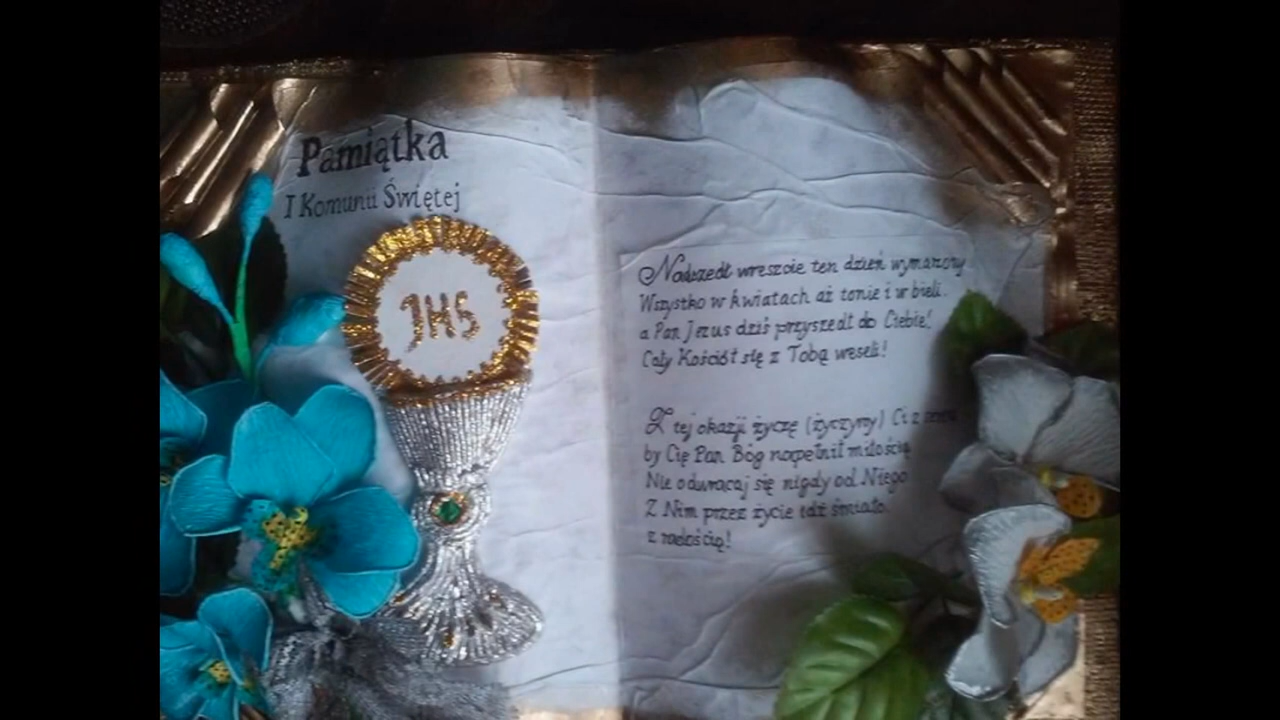 Pamiątka
I Komunii Świętej
JHS
Nadszedł wreszcie ten dzień wymarzony
Wszystko w kwiatach aż tonie i w bieli.
a Pan Jezus dziś przyszedł do Ciebie!
Cały Kościół się z Tobą weseli!
Z tej okazji życzę (życzymy) Ci z
by Cię Pan Bóg napełnił miłością
Nie odwracaj się nigdy od Niego
Z Nim przez życie idź śmiało,
z radością!